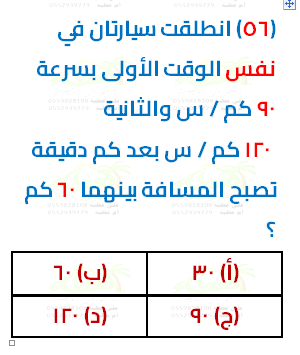 (٥٦) انطلقت سيارتان في
نفس الوقت الأولى بسرعة
٩٠ كم / س والثانية
١٢٠ كم / س بعد كم دقيقة
تصبح المسافة بينهما ٦٠ كم
؟
(أ) ٣٠ (ب) ٦٠
(ج) ٩٠ (د) ١٢٠